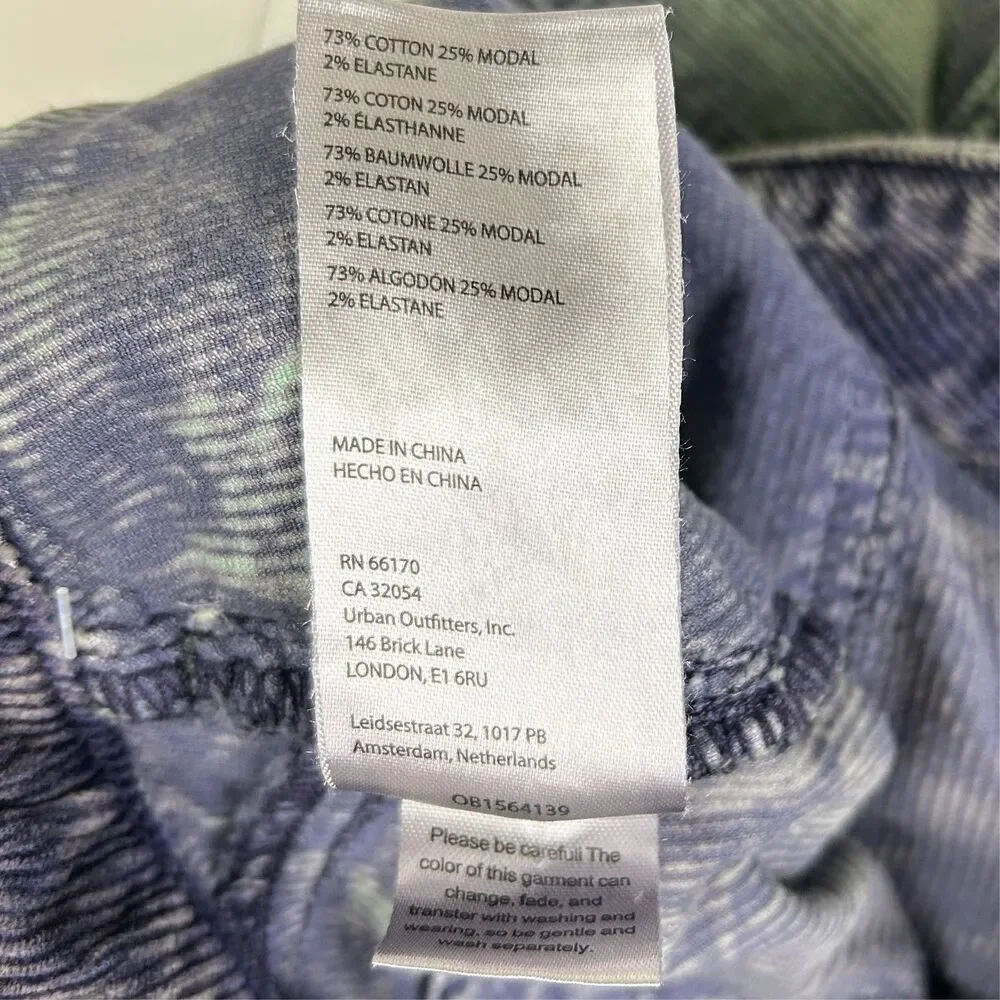 73% COTTON 25% MODAL
2% ELASTANE
73% COTON 25% MODAL
2% ÉLASTHANNE
73% BAUMWOLLE 25% MODAL
2% ELASTAN
73% COTONE 25% MODAL
2% ELASTAN
73% ALGODÓN 25% MODAL
2% ELASTANE
MADE IN CHINA
HECHO EN CHINA
RN 66170
CA 32054
Urban Outfitters, Inc.
146 Brick Lane
LONDON, E1 6RU
Leidsestraat 32, 1017 PB
Amsterdam, Netherlands
OB1564139
Please be careful! The
color of this garment can
change, fade, and
transfer with washing and
wearing, so be gentle and
wash separately.